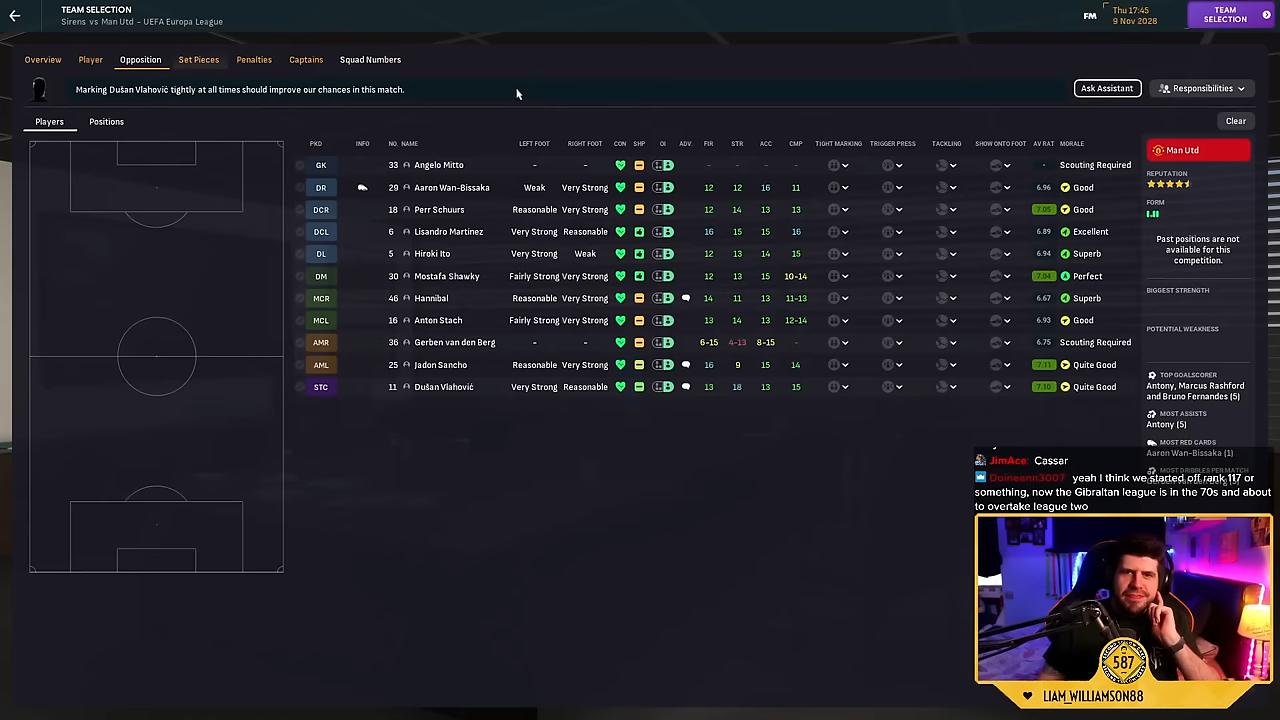 TEAM SELECTION
Sirens vs Man Utd - UEFA Europa League
FM
Thu 17:45
9 Nov 2028
TEAM
SELECTION
Overview
Player
Opposition
Set Pieces
Penalties
Captains
Squad Numbers
Marking Dušan Vlahović tightly at all times should improve our chances in this match.
Ask Assistant
Responsibilities
Players
Positions
Clear
PKD INFO NO. NAME LEFT FOOT RIGHT FOOT CON SHP OI ADV. FIR STR ACC CMP TIGHT MARKING TRIGGER PRESS TACKLING SHOW ONTO FOOT AV RAT MORALE
GK 33 Angelo Mitto - - - - - - - Scouting Required
DR 29 Aaron Wan-Bissaka Weak Very Strong 12 12 16 11 6.96 Good
DCR 18 Perr Schuurs Reasonable Very Strong 12 14 13 13 7.05 Good
DCL 6 Lisandro Martínez Very Strong Reasonable 16 15 15 16 6.89 Excellent
DL 5 Hiroki Ito Very Strong Weak 12 13 14 15 6.94 Superb
DM 30 Mostafa Shawky Fairly Strong Very Strong 12 13 15 10-14 7.04 Perfect
MCR 46 Hannibal Reasonable Very Strong 14 11 13 11-13 6.67 Superb
MCL 16 Anton Stach Fairly Strong Very Strong 13 14 13 12-14 6.93 Good
AMR 36 Gerben van den Berg - - 6-15 4-13 8-15 - 6.75 Scouting Required
AML 25 Jadon Sancho Reasonable Very Strong 16 9 15 14 7.11 Quite Good
STC 11 Dušan Vlahović Very Strong Reasonable 13 18 13 15 7.10 Quite Good
Man Utd
REPUTATION
FORM
Past positions are not
available for this
competition.
BIGGEST STRENGTH
POTENTIAL WEAKNESS
TOP GOALSCORER
Antony, Marcus Rashford
and Bruno Fernandes (5)
MOST ASSISTS
Antony (5)
MOST RED CARDS
Aaron Wan-Bissaka (1)
MOST DRIBBLES PER MATCH
JimAce: Cassar
Doineann3007: yeah I think we started off rank 117 or
something, now the Gibraltar league is in the 70s and about
to overtake league two
587
LIAM_WILLIAMSON88